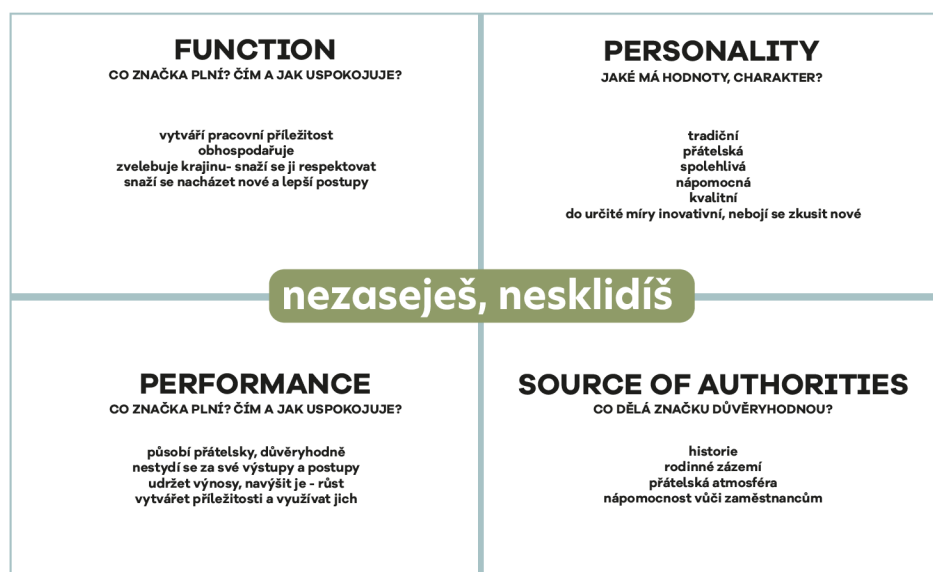 FUNCTION
CO ZNAČKA PLNÍ? ČÍM A JAK USPOKOJUJE?
vytváří pracovní příležitost
obhospodařuje
zvelebuje krajinu- snaží se ji respektovat
snaží se nacházet nové a lepší postupy
PERSONALITY
JAKÉ MÁ HODNOTY, CHARAKTER?
tradiční
přátelská
spolehlivá
nápomocná
kvalitní
do určité míry inovativní, nebojí se zkusit nové
nezaseješ, nesklidíš
PERFORMANCE
CO ZNAČKA PLNÍ? ČÍM A JAK USPOKOJUJE?
působí přátelsky, důvěryhodně
nestydí se za své výstupy a postupy
udržet výnosy, navýšit je - růst
vytvářet příležitosti a využívat jich
SOURCE OF AUTHORITIES
CO DĚLÁ ZNAČKU DŮVĚRYHODNOU?
historie
rodinné zázemí
přátelská atmosféra
nápomocnost vůči zaměstnancům